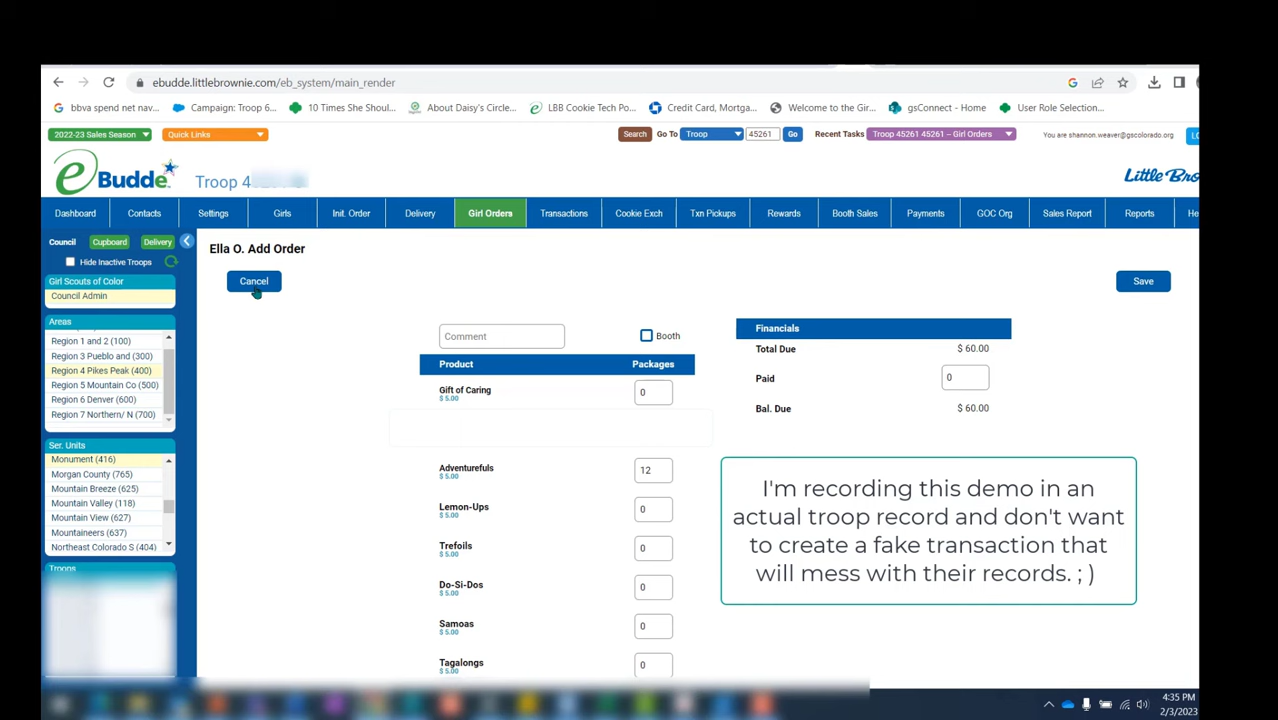 ebudde.littlebrownie.com/eb_system/main_render
bbva spend net nav... Campaign: Troop 6... 10 Times She Shoul... About Daisy's Circle... LBB Cookie Tech Po... Credit Card, Mortga... Welcome to the Gir... gsConnect - Home User Role Selection...
2022-23 Sales Season Quick Links Search Go To Troop 45261 Go Recent Tasks Troop 45261 45261 – Girl Orders You are shannon.weaver@gscolorado.org
eBudde Troop 4 Little Bro
Dashboard Contacts Settings Girls Init. Order Delivery Girl Orders Transactions Cookie Exch Txn Pickups Rewards Booth Sales Payments GOC Org Sales Report Reports He
Council Cupboard Delivery
Hide Inactive Troops
Girl Scouts of Color
Council Admin
Areas
Region 1 and 2 (100)
Region 3 Pueblo and (300)
Region 4 Pikes Peak (400)
Region 5 Mountain Co (500)
Region 6 Denver (600)
Region 7 Northern/ N (700)
Ser. Units
Monument (416)
Morgan County (765)
Mountain Breeze (625)
Mountain Valley (118)
Mountain View (627)
Mountaineers (637)
Northeast Colorado S (404)
Troops
Ella O. Add Order
Cancel Save
Comment Booth
Product Packages
Gift of Caring 0
$ 5.00
Adventurefuls 12
$ 5.00
Lemon-Ups 0
$ 5.00
Trefoils 0
$ 5.00
Do-Si-Dos 0
$ 5.00
Samoas 0
$ 5.00
Tagalongs 0
$ 5.00
Financials
Total Due $ 60.00
Paid 0
Bal. Due $ 60.00
I'm recording this demo in an
actual troop record and don't want
to create a fake transaction that
will mess with their records. ; )
4:35 PM
2/3/2023